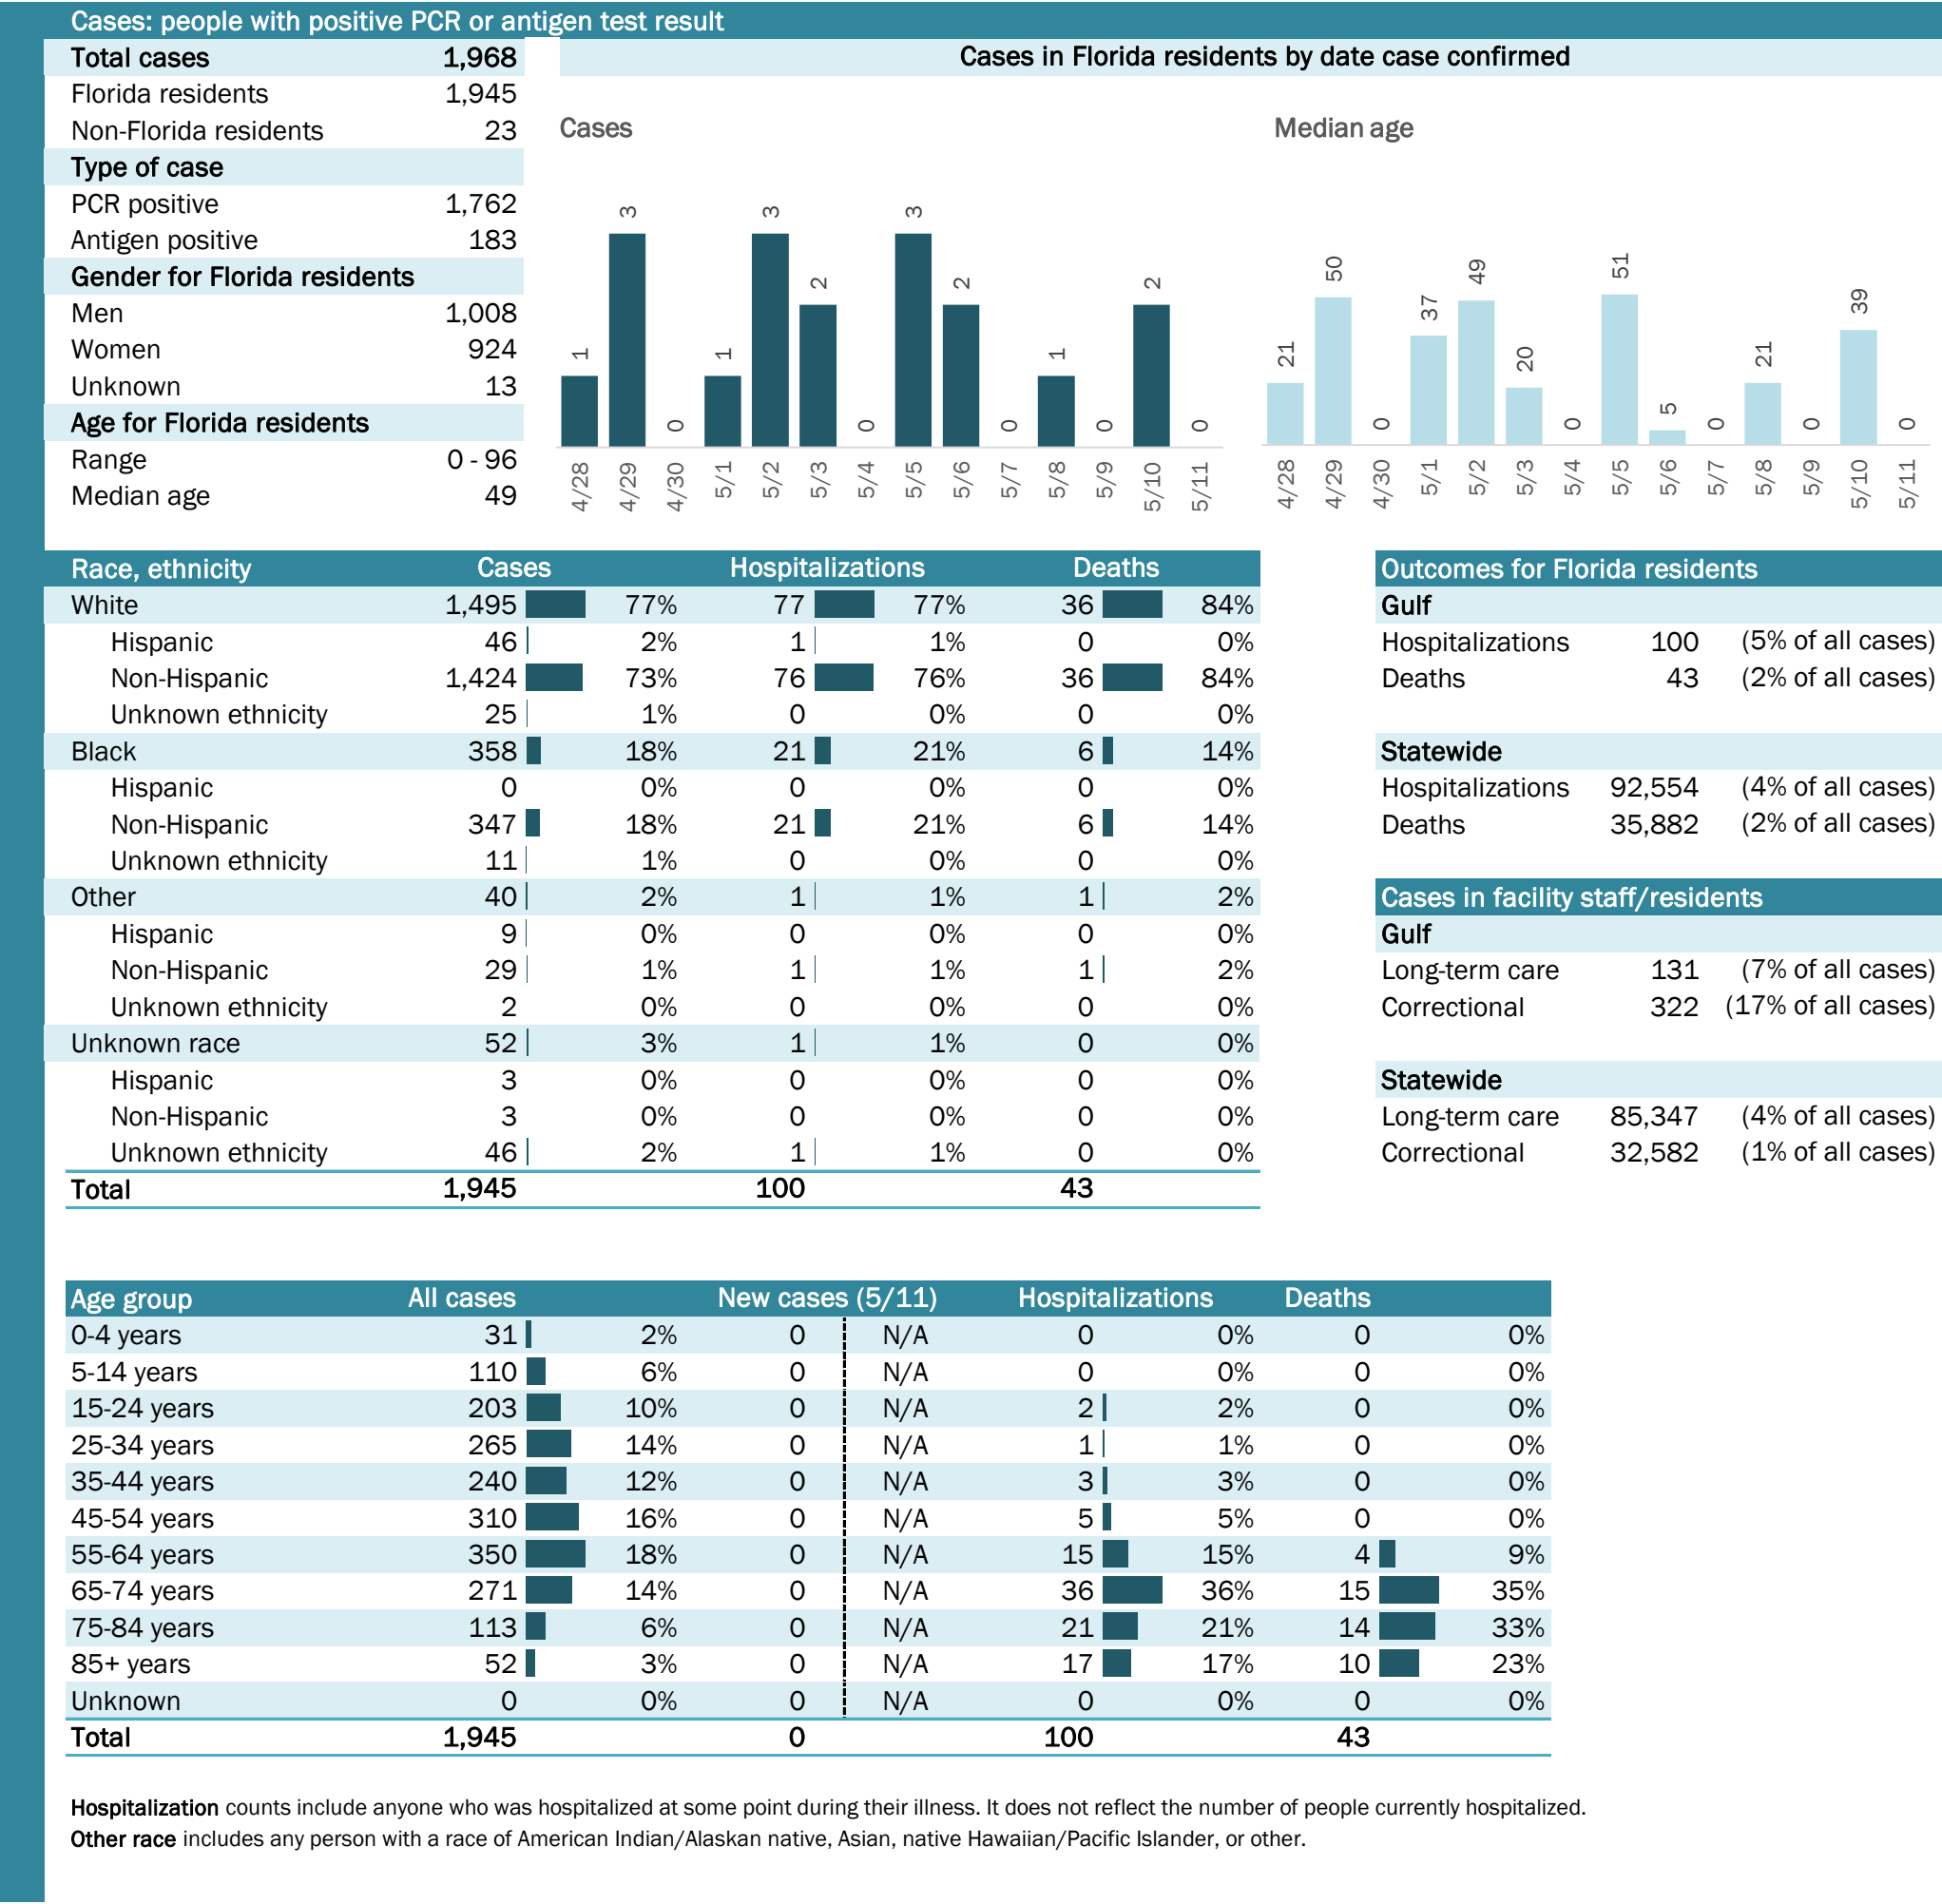 Cases: people with positive PCR or antigen test result
Total cases 1,968
Florida residents 1,945
Non-Florida residents 23
Type of case
PCR positive 1,762
Antigen positive 183
Gender for Florida residents
Men 1,008
Women 924
Unknown 13
Age for Florida residents
Range 0 - 96
Median age 49
Cases in Florida residents by date case confirmed
Cases
1 3 0 1 3 2 0 3 2 0 1 0 2 0
4/28 4/29 4/30 5/1 5/2 5/3 5/4 5/5 5/6 5/7 5/8 5/9 5/10 5/11
Median age
21 50 0 37 49 20 0 51 5 0 21 0 39 0
4/28 4/29 4/30 5/1 5/2 5/3 5/4 5/5 5/6 5/7 5/8 5/9 5/10 5/11
Race, ethnicity Cases Hospitalizations Deaths
White 1,495 77% 77 77% 36 84%
Hispanic 46 2% 1 1% 0 0%
Non-Hispanic 1,424 73% 76 76% 36 84%
Unknown ethnicity 25 1% 0 0% 0 0%
Black 358 18% 21 21% 6 14%
Hispanic 0 0% 0 0% 0 0%
Non-Hispanic 347 18% 21 21% 6 14%
Unknown ethnicity 11 1% 0 0% 0 0%
Other 40 2% 1 1% 1 2%
Hispanic 9 0% 0 0% 0 0%
Non-Hispanic 29 1% 1 1% 1 2%
Unknown ethnicity 2 0% 0 0% 0 0%
Unknown race 52 3% 1 1% 0 0%
Hispanic 3 0% 0 0% 0 0%
Non-Hispanic 3 0% 0 0% 0 0%
Unknown ethnicity 46 2% 1 1% 0 0%
Total 1,945 100 43
Outcomes for Florida residents
Gulf
Hospitalizations 100 (5% of all cases)
Deaths 43 (2% of all cases)
Statewide
Hospitalizations 92,554 (4% of all cases)
Deaths 35,882 (2% of all cases)
Cases in facility staff/residents
Gulf
Long-term care 131 (7% of all cases)
Correctional 322 (17% of all cases)
Statewide
Long-term care 85,347 (4% of all cases)
Correctional 32,582 (1% of all cases)
Age group All cases New cases (5/11) Hospitalizations Deaths
0-4 years 31 2% 0 N/A 0 0% 0 0%
5-14 years 110 6% 0 N/A 0 0% 0 0%
15-24 years 203 10% 0 N/A 2 2% 0 0%
25-34 years 265 14% 0 N/A 1 1% 0 0%
35-44 years 240 12% 0 N/A 3 3% 0 0%
45-54 years 310 16% 0 N/A 5 5% 0 0%
55-64 years 350 18% 0 N/A 15 15% 4 9%
65-74 years 271 14% 0 N/A 36 36% 15 35%
75-84 years 113 6% 0 N/A 21 21% 14 33%
85+ years 52 3% 0 N/A 17 17% 10 23%
Unknown 0 0% 0 N/A 0 0% 0 0%
Total 1,945 0 100 43
Hospitalization counts include anyone who was hospitalized at some point during their illness. It does not reflect the number of people currently hospitalized.
Other race includes any person with a race of American Indian/Alaskan native, Asian, native Hawaiian/Pacific Islander, or other.